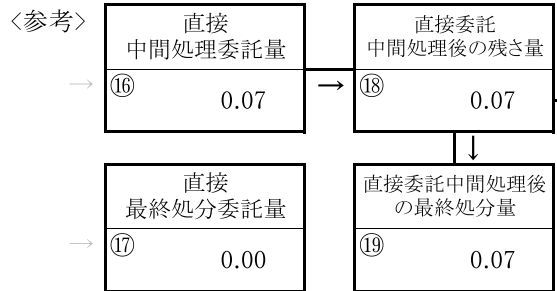 〈参考〉
直接
中間処理委託量
⑯
0.07
→
→
直接委託
中間処理後の残さ量
⑱
0.07
↓
直接
最終処分委託量
⑰
0.00
→
直接委託中間処理後
の最終処分量
⑲
0.07